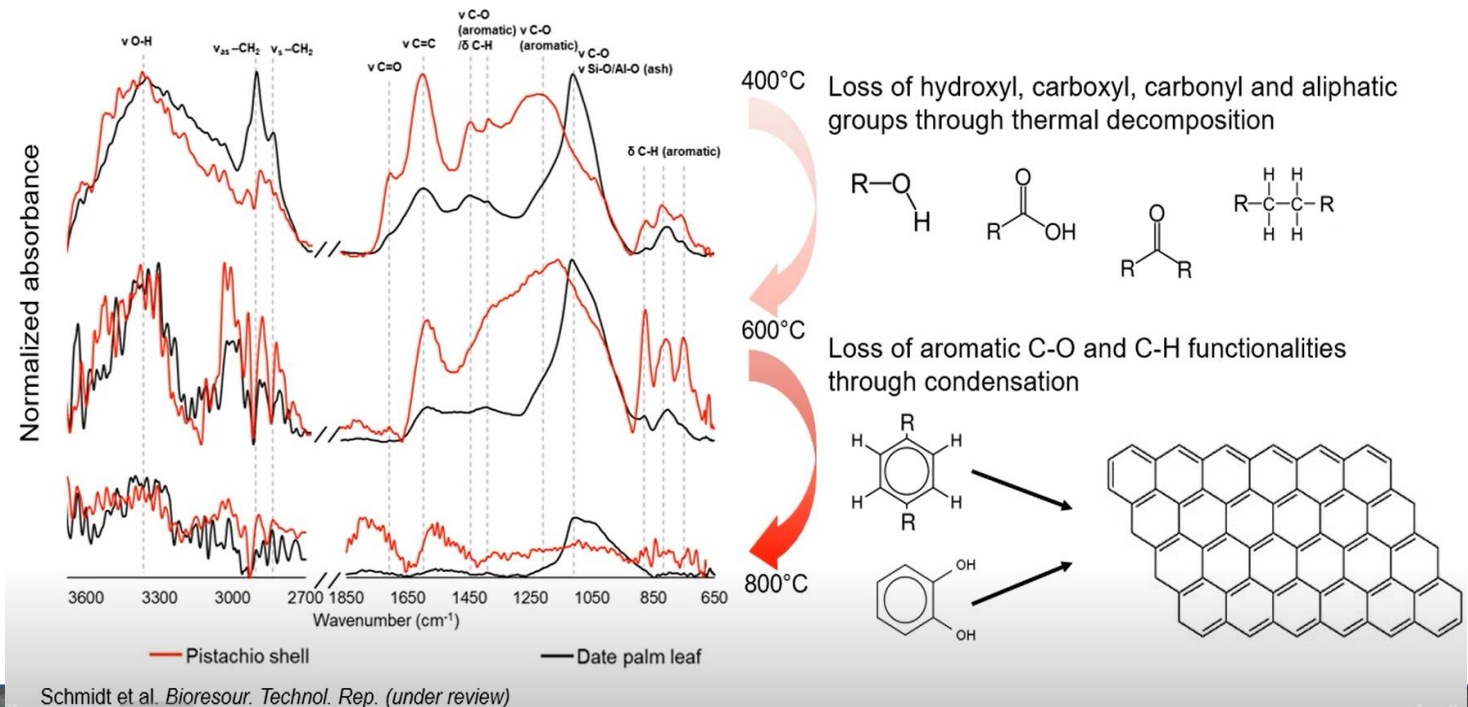 ν O-H
νas –CH2
νs –CH2
ν C=O
ν C=C
ν C-O
(aromatic)
/δ C-H
ν C-O
(aromatic)
ν C-O
ν Si-O/Al-O (ash)
δ C-H (aromatic)
Normalized absorbance
3600 3300 3000 2700 1850 1650 1450 1250 1050 850 650
Wavenumber (cm-1)
Pistachio shell
Date palm leaf
Schmidt et al. Bioresour. Technol. Rep. (under review)
400°C
Loss of hydroxyl, carboxyl, carbonyl and aliphatic
groups through thermal decomposition
R–O
H
O
R OH
O
R R
H H
R–C–C–R
H H
600°C
Loss of aromatic C-O and C-H functionalities
through condensation
R
H H
H H
R
OH
OH
800°C